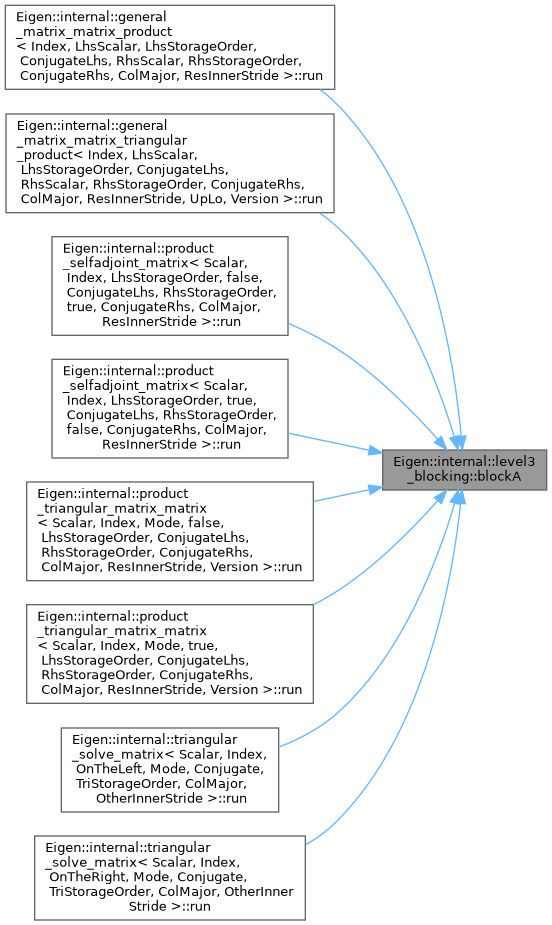 Eigen::internal::general
_matrix_matrix_product
< Index, LhsScalar, LhsStorageOrder,
ConjugateLhs, RhsScalar, RhsStorageOrder,
ConjugateRhs, ColMajor, ResInnerStride >::run
Eigen::internal::general
_matrix_matrix_triangular
_product< Index, LhsScalar,
LhsStorageOrder, ConjugateLhs,
RhsScalar, RhsStorageOrder, ConjugateRhs,
ColMajor, ResInnerStride, UpLo, Version >::run
Eigen::internal::product
_selfadjoint_matrix< Scalar,
Index, LhsStorageOrder, false,
ConjugateLhs, RhsStorageOrder,
true, ConjugateRhs, ColMajor,
ResInnerStride >::run
Eigen::internal::product
_selfadjoint_matrix< Scalar,
Index, LhsStorageOrder, true,
ConjugateLhs, RhsStorageOrder,
false, ConjugateRhs, ColMajor,
ResInnerStride >::run
Eigen::internal::level3
_blocking::blockA
Eigen::internal::product
_triangular_matrix_matrix
< Scalar, Index, Mode, false,
LhsStorageOrder, ConjugateLhs,
RhsStorageOrder, ConjugateRhs,
ColMajor, ResInnerStride, Version >::run
Eigen::internal::product
_triangular_matrix_matrix
< Scalar, Index, Mode, true,
LhsStorageOrder, ConjugateLhs,
RhsStorageOrder, ConjugateRhs,
ColMajor, ResInnerStride, Version >::run
Eigen::internal::triangular
_solve_matrix< Scalar, Index,
OnTheLeft, Mode, Conjugate,
TriStorageOrder, ColMajor,
OtherInnerStride >::run
Eigen::internal::triangular
_solve_matrix< Scalar, Index,
OnTheRight, Mode, Conjugate,
TriStorageOrder, ColMajor, OtherInner
Stride >::run